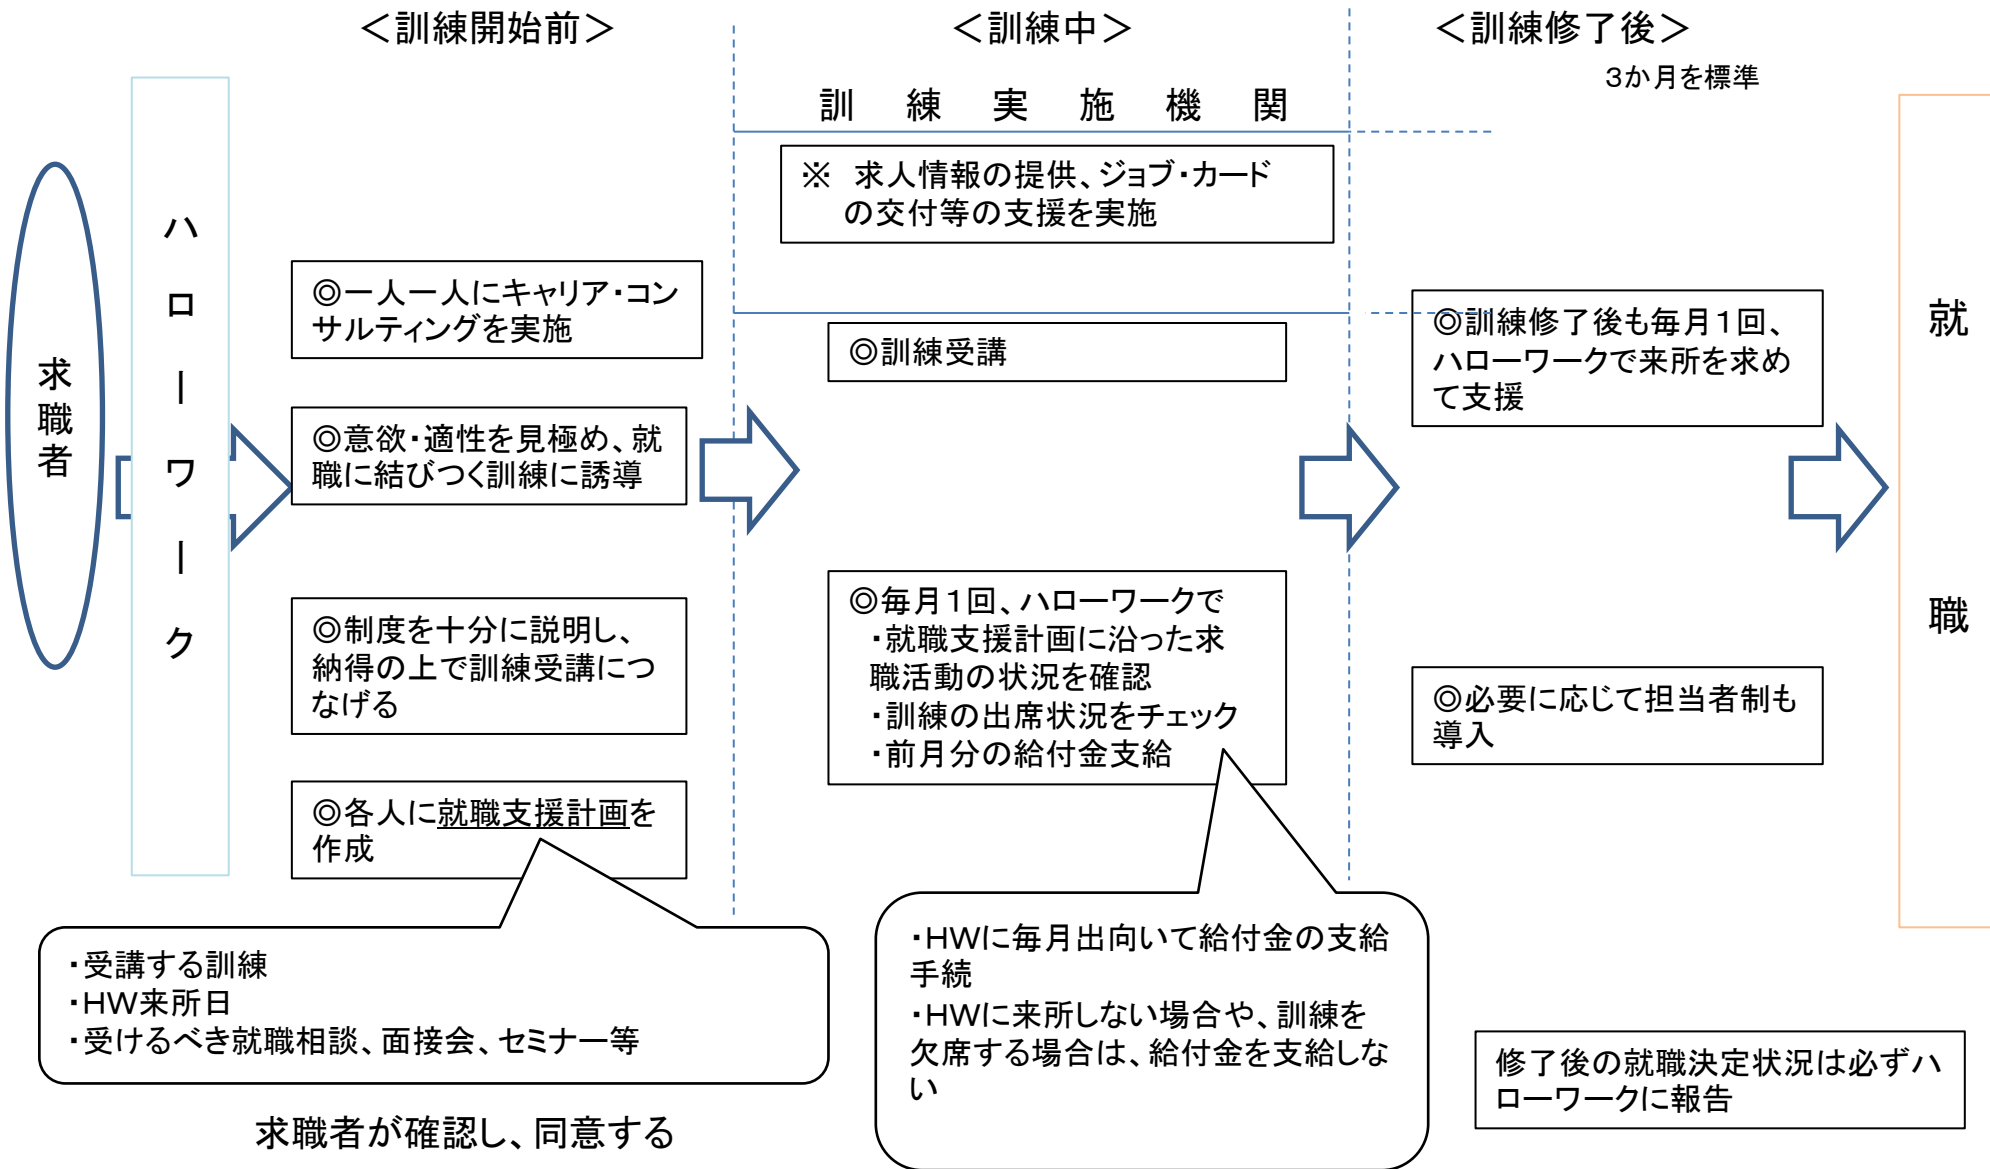 ＜訓練開始前＞
＜訓練中＞
＜訓練修了後＞
３か月を標準
訓練実施機関
求職者
ハローワーク
◎一人一人にキャリア・コン
サルティングを実施
◎意欲・適性を見極め、就
職に結びつく訓練に誘導
◎制度を十分に説明し、
納得の上で訓練受講につ
なげる
◎各人に就職支援計画を
作成
・受講する訓練
・HW来所日
・受けるべき就職相談、面接会、セミナー等
求職者が確認し、同意する
※　求人情報の提供、ジョブ・カード
の交付等の支援を実施
◎訓練受講
◎毎月１回、ハローワークで
・就職支援計画に沿った求
職活動の状況を確認
・訓練の出席状況をチェック
・前月分の給付金支給
・HWに毎月出向いて給付金の支給
手続
・HWに来所しない場合や、訓練を
欠席する場合は、給付金を支給しな
い
◎訓練修了後も毎月１回、
ハローワークで来所を求め
て支援
◎必要に応じて担当者制も
導入
修了後の就職決定状況は必ずハ
ローワークに報告
就職